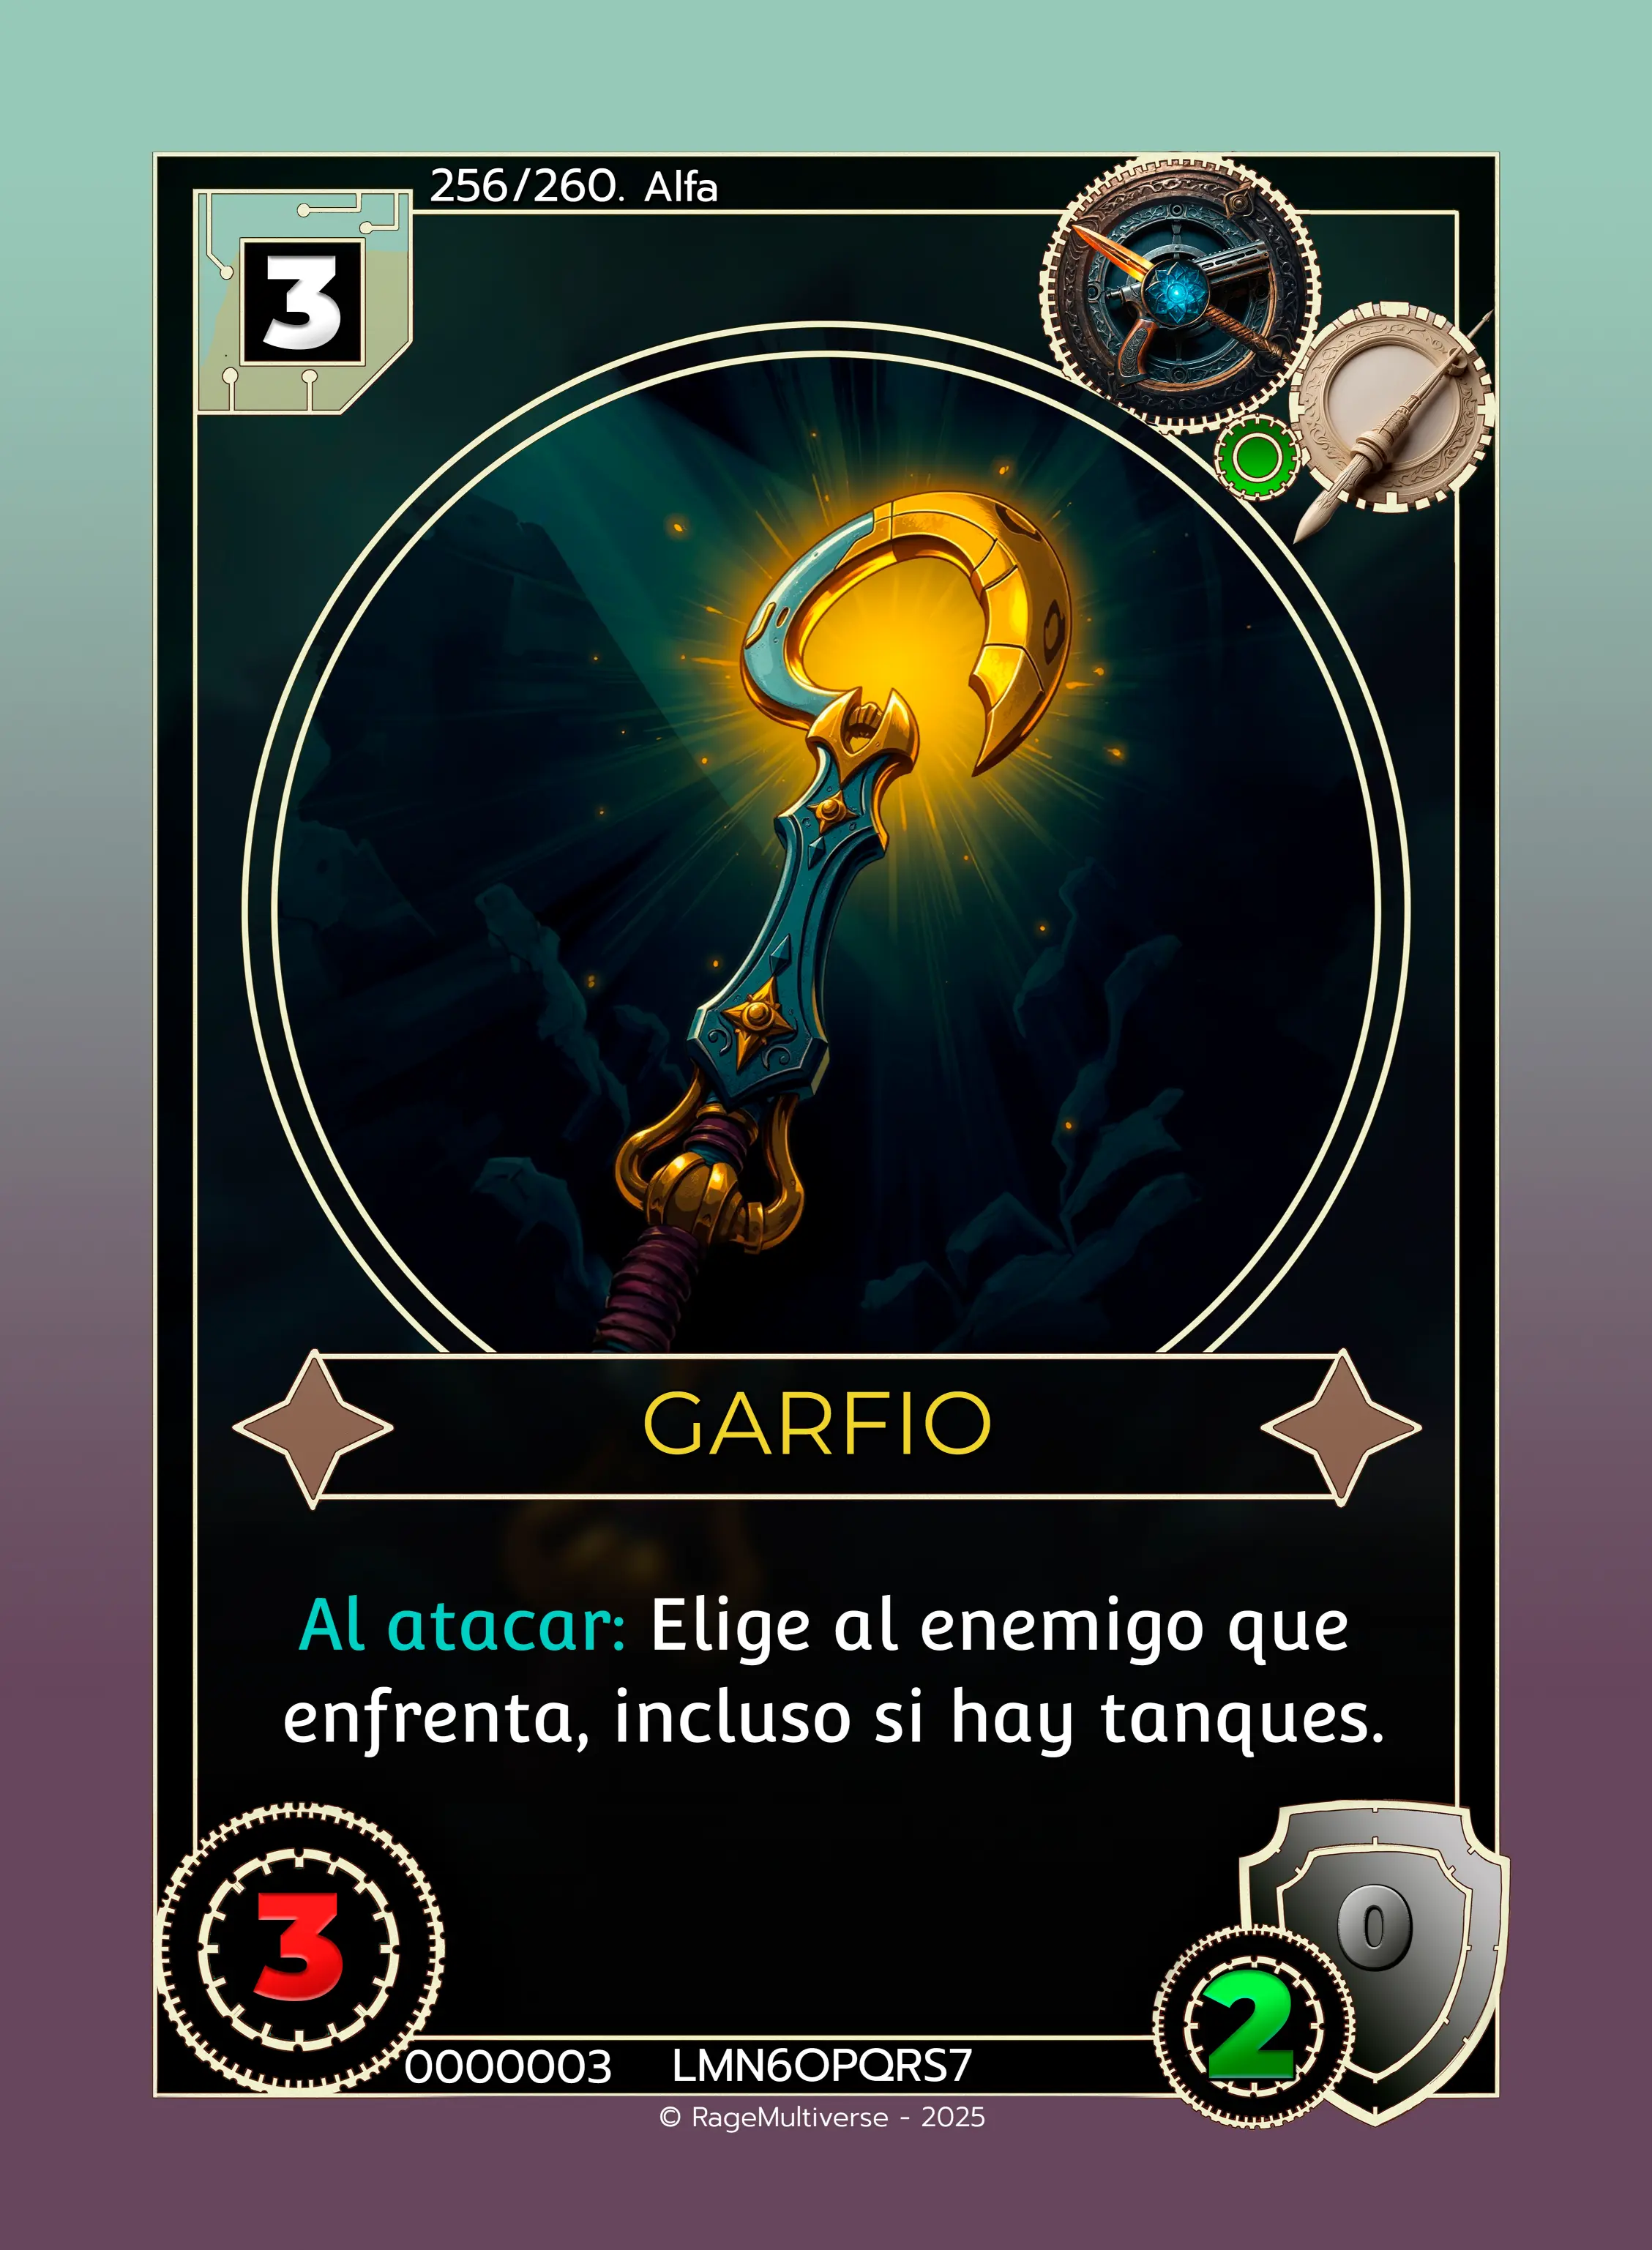 256/260. Alfa
3
GARFIO
Al atacar: Elige al enemigo que
enfrenta, incluso si hay tanques.
3
0
2
0000003 LMN6OPQRS7
© RageMultiverse - 2025